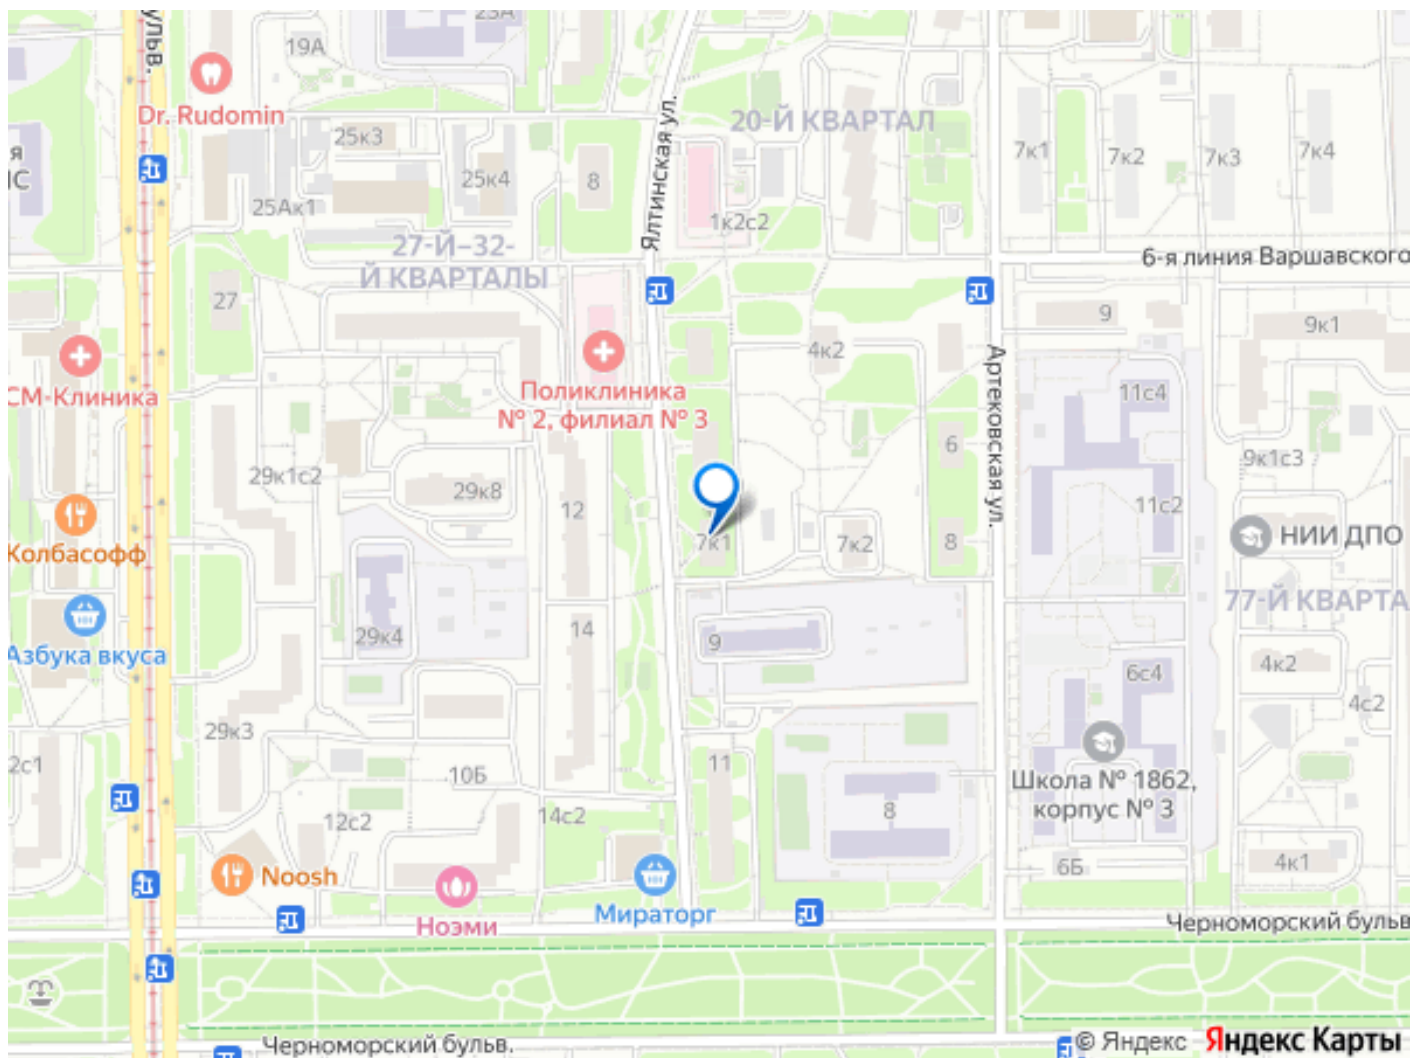 ульв.
23А
19А
Dr. Rudomin
25к3
Ялтинская ул.
20-Й КВАРТАЛ
7к1
7к2
7к3
7к4
я
ІС
25к4
8
25Ак1
1к2с2
27-Й–32-
Й КВАРТАЛЫ
6-я линия Варшавского
27
9
9к1
4к2
СМ-Клиника
Поликлиника
№ 2, филиал № 3
Артековская ул.
11с4
6
9к1с3
29к1с2
29к8
12
11с2
Колбасофф
7к1
7к2
8
НИИ ДПО
77-Й КВАРТА
Азбука вкуса
29к4
14
9
4к2
6с4
4с2
29к3
2с1
10Б
11
Школа № 1862,
корпус № 3
12с2
14с2
8
6Б
4к1
Noosh
Ноэми
Мираторг
Черноморский бульв
Черноморский бульв.
© Яндекс Яндекс Карты